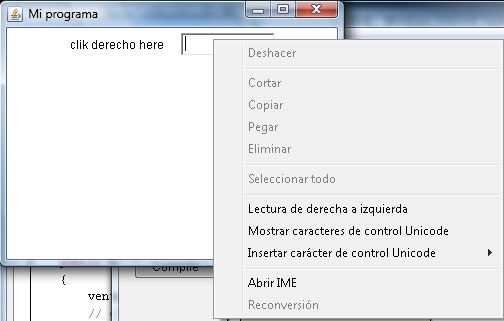 Mi programa
clik derecho here
Deshacer
Cortar
Copiar
Pegar
Eliminar
Seleccionar todo
Lectura de derecha a izquierda
Mostrar caracteres de control Unicode
Insertar carácter de control Unicode
Abrir IME
Reconversión
Compile
{
ven
//